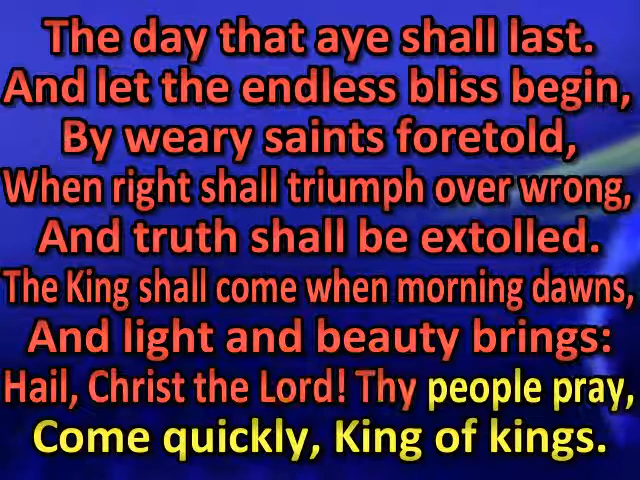 The day that aye shall last.
And let the endless bliss begin,
By weary saints foretold,
When right shall triumph over wrong,
And truth shall be extolled.
The King shall come when morning dawns,
And light and beauty brings:
Hail, Christ the Lord! Thy people pray,
Come quickly, King of kings.